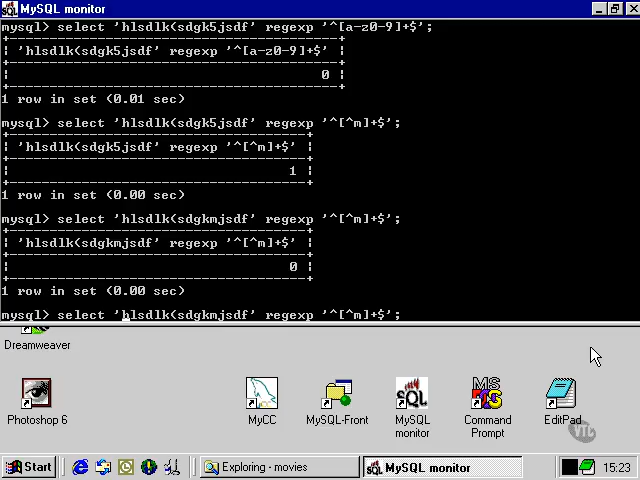 MySQL monitor
mysql> select 'hlsdlk(sdgk5jsdf' regexp '^[a-z0-9]+$';
+------------------------------------------+
| 'hlsdlk(sdgk5jsdf' regexp '^[a-z0-9]+$' |
+------------------------------------------+
| 0 |
+------------------------------------------+
1 row in set (0.01 sec)
mysql> select 'hlsdlk(sdgk5jsdf' regexp '^[^m]+$';
+--------------------------------------+
| 'hlsdlk(sdgk5jsdf' regexp '^[^m]+$' |
+--------------------------------------+
| 1 |
+--------------------------------------+
1 row in set (0.00 sec)
mysql> select 'hlsdlk(sdgkmjsdf' regexp '^[^m]+$';
+--------------------------------------+
| 'hlsdlk(sdgkmjsdf' regexp '^[^m]+$' |
+--------------------------------------+
| 0 |
+--------------------------------------+
1 row in set (0.00 sec)
mysql> select 'hlsdlk(sdgkmjsdf' regexp '^[^m]+$';
Dreamweaver
Photoshop 6
MyCC
MySQL-Front
MySQL monitor
Command Prompt
EditPad
VTC
Start
Exploring - movies
MySQL monitor
15:23